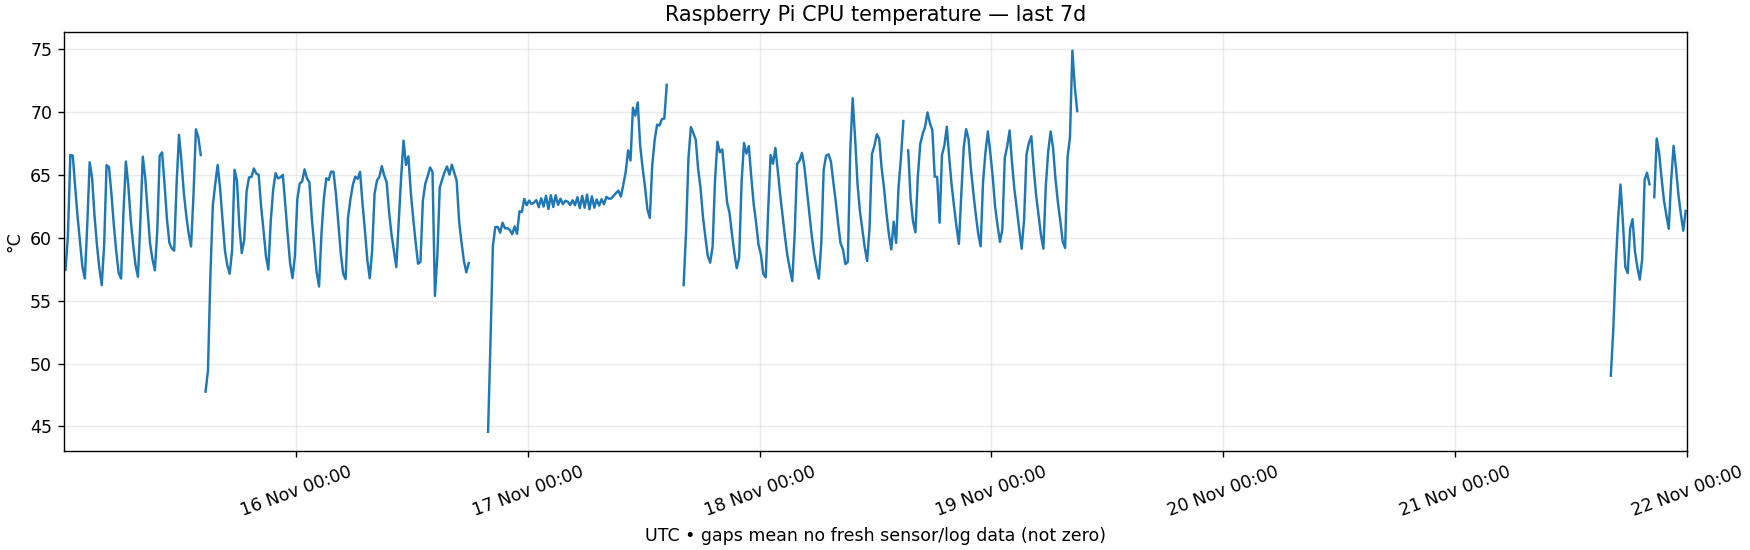 Raspberry Pi CPU temperature — last 7d
75
70
65
60
55
50
45
°C
16 Nov 00:00
17 Nov 00:00
18 Nov 00:00
19 Nov 00:00
20 Nov 00:00
21 Nov 00:00
22 Nov 00:00
UTC • gaps mean no fresh sensor/log data (not zero)